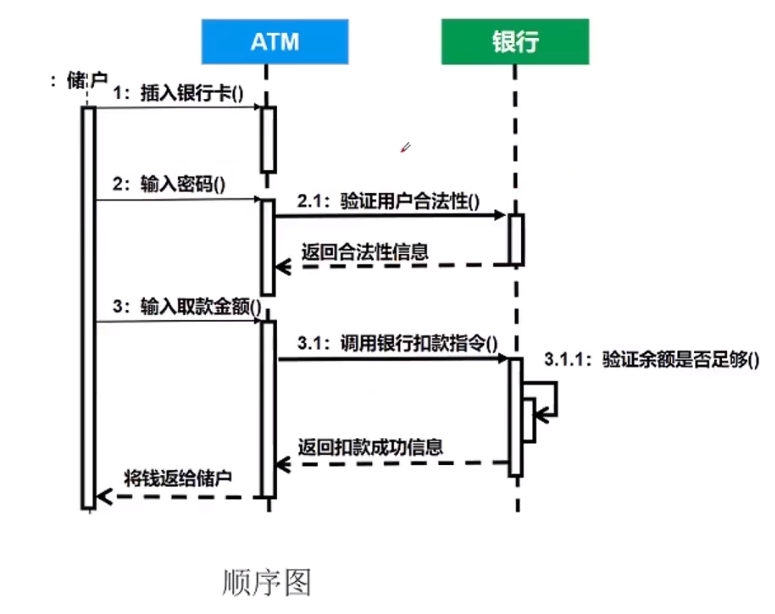 ATM
银行
：储户
1：插入银行卡()
2：输入密码()
2.1：验证用户合法性()
返回合法性信息
3：输入取款金额()
3.1：调用银行扣款指令()
3.1.1：验证余额是否足够()
返回扣款成功信息
将钱返给储户
顺序图